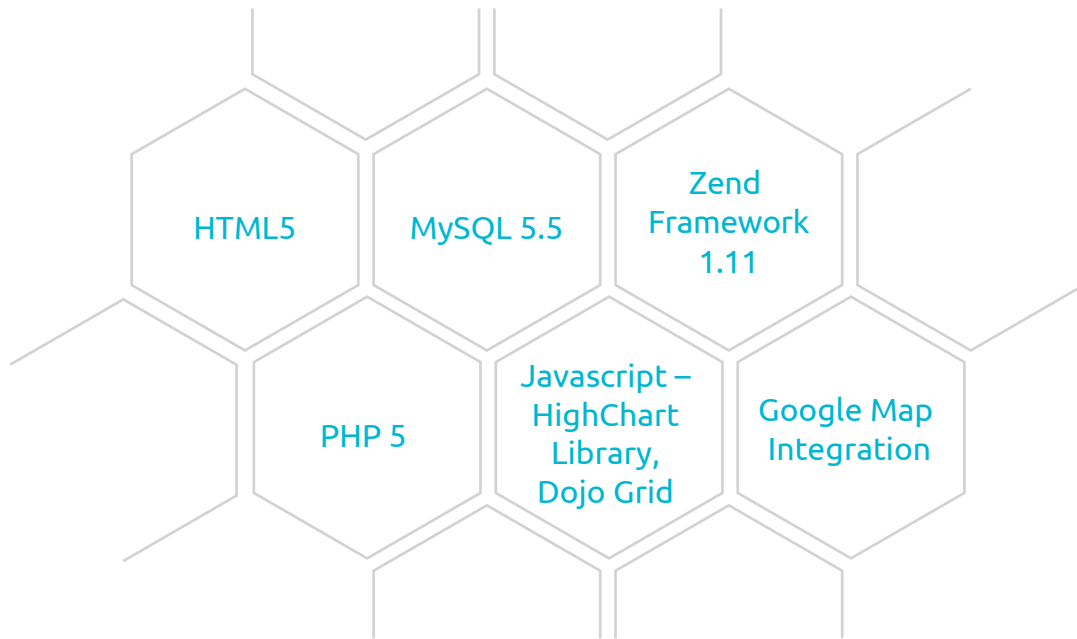 HTML5
MySQL 5.5
Zend
Framework
1.11
PHP 5
Javascript –
HighChart
Library,
Dojo Grid
Google Map
Integration